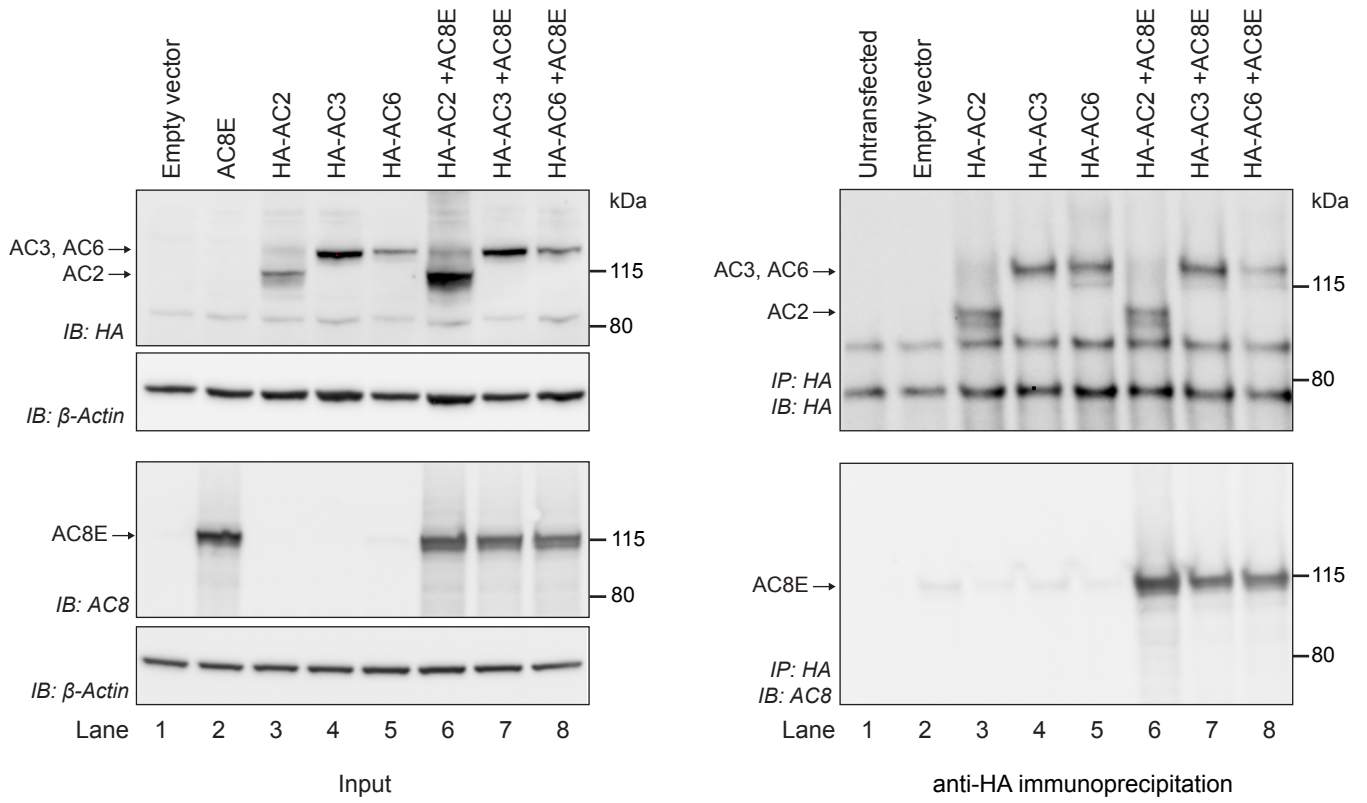 Empty vector
AC8E
HA-AC2
HA-AC3
HA-AC6
HA-AC2 +AC8E
HA-AC3 +AC8E
HA-AC6 +AC8E
kDa
AC3, AC6
AC2
115
80
IB: HA
IB: β-Actin
AC8E
115
80
IB: AC8
IB: β-Actin
Lane 1 2 3 4 5 6 7 8
Input
Untransfected
Empty vector
HA-AC2
HA-AC3
HA-AC6
HA-AC2 +AC8E
HA-AC3 +AC8E
HA-AC6 +AC8E
kDa
AC3, AC6
115
AC2
80
IP: HA
IB: HA
115
AC8E
80
IP: HA
IB: AC8
Lane 1 2 3 4 5 6 7 8
anti-HA immunoprecipitation